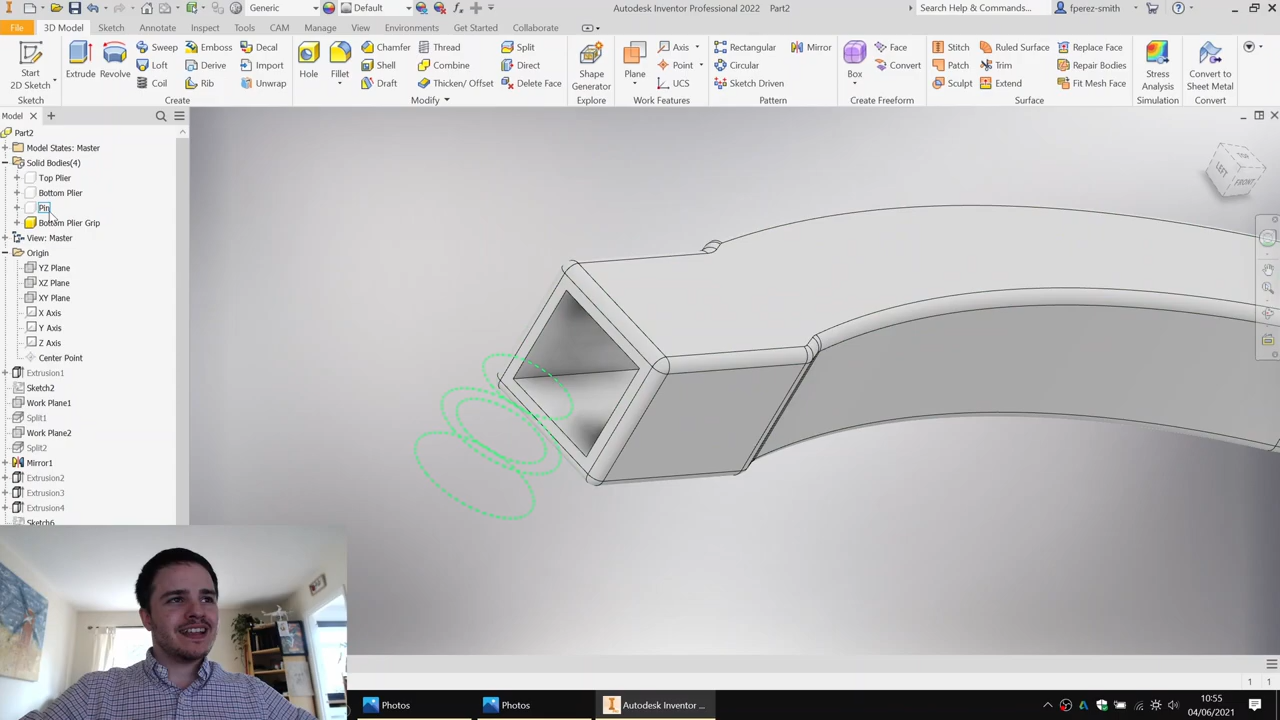 Generic
Default
Autodesk Inventor Professional 2022 Part2
Search Help & Commands...
fperez-smith
File 3D Model Sketch Annotate Inspect Tools CAM Manage View Environments Get Started Collaborate
Start
2D Sketch
Sketch
Extrude
Revolve
Sweep
Loft
Coil
Emboss
Derive
Rib
Decal
Import
Unwrap
Create
Hole
Fillet
Chamfer
Shell
Draft
Thread
Combine
Thicken/ Offset
Split
Direct
Delete Face
Modify
Shape
Generator
Explore
Plane
Axis
Point
UCS
Work Features
Rectangular
Circular
Sketch Driven
Mirror
Pattern
Box
Face
Convert
Create Freeform
Stitch
Patch
Sculpt
Ruled Surface
Trim
Extend
Replace Face
Repair Bodies
Fit Mesh Face
Surface
Stress
Analysis
Simulation
Convert to
Sheet Metal
Convert
Model
Part2
Model States: Master
Solid Bodies(4)
Top Plier
Bottom Plier
Pin
Bottom Plier Grip
View: Master
Origin
YZ Plane
XZ Plane
XY Plane
X Axis
Y Axis
Z Axis
Center Point
Extrusion1
Sketch2
Work Plane1
Split1
Work Plane2
Split2
Mirror1
Extrusion2
Extrusion3
Extrusion4
Sketch6
LEFT
FRONT
1 1
Photos
Photos
Autodesk Inventor ...
10:55
04/06/2021